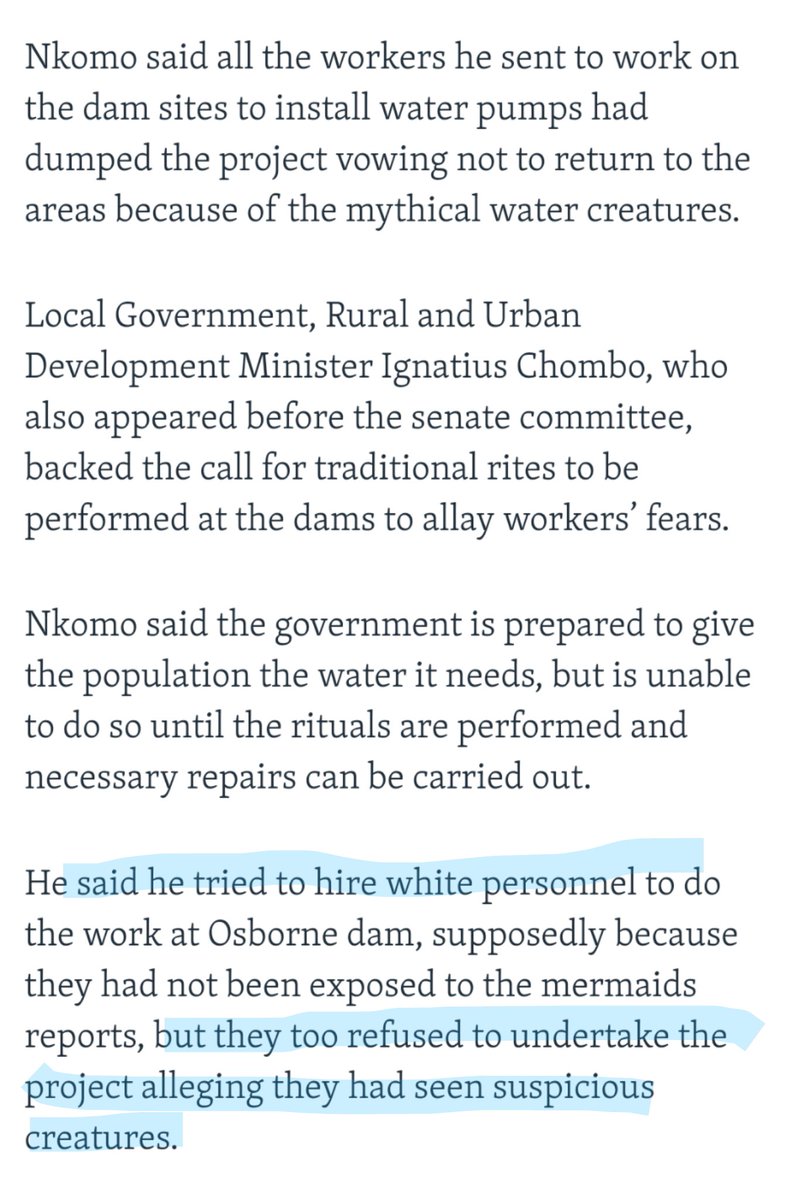 Nkomo said all the workers he sent to work on
the dam sites to install water pumps had
dumped the project vowing not to return to the
areas because of the mythical water creatures.
Local Government, Rural and Urban
Development Minister Ignatius Chombo, who
also appeared before the senate committee,
backed the call for traditional rites to be
performed at the dams to allay workers’ fears.
Nkomo said the government is prepared to give
the population the water it needs, but is unable
to do so until the rituals are performed and
necessary repairs can be carried out.
He said he tried to hire white personnel to do
the work at Osborne dam, supposedly because
they had not been exposed to the mermaids
reports, but they too refused to undertake the
project alleging they had seen suspicious
creatures.